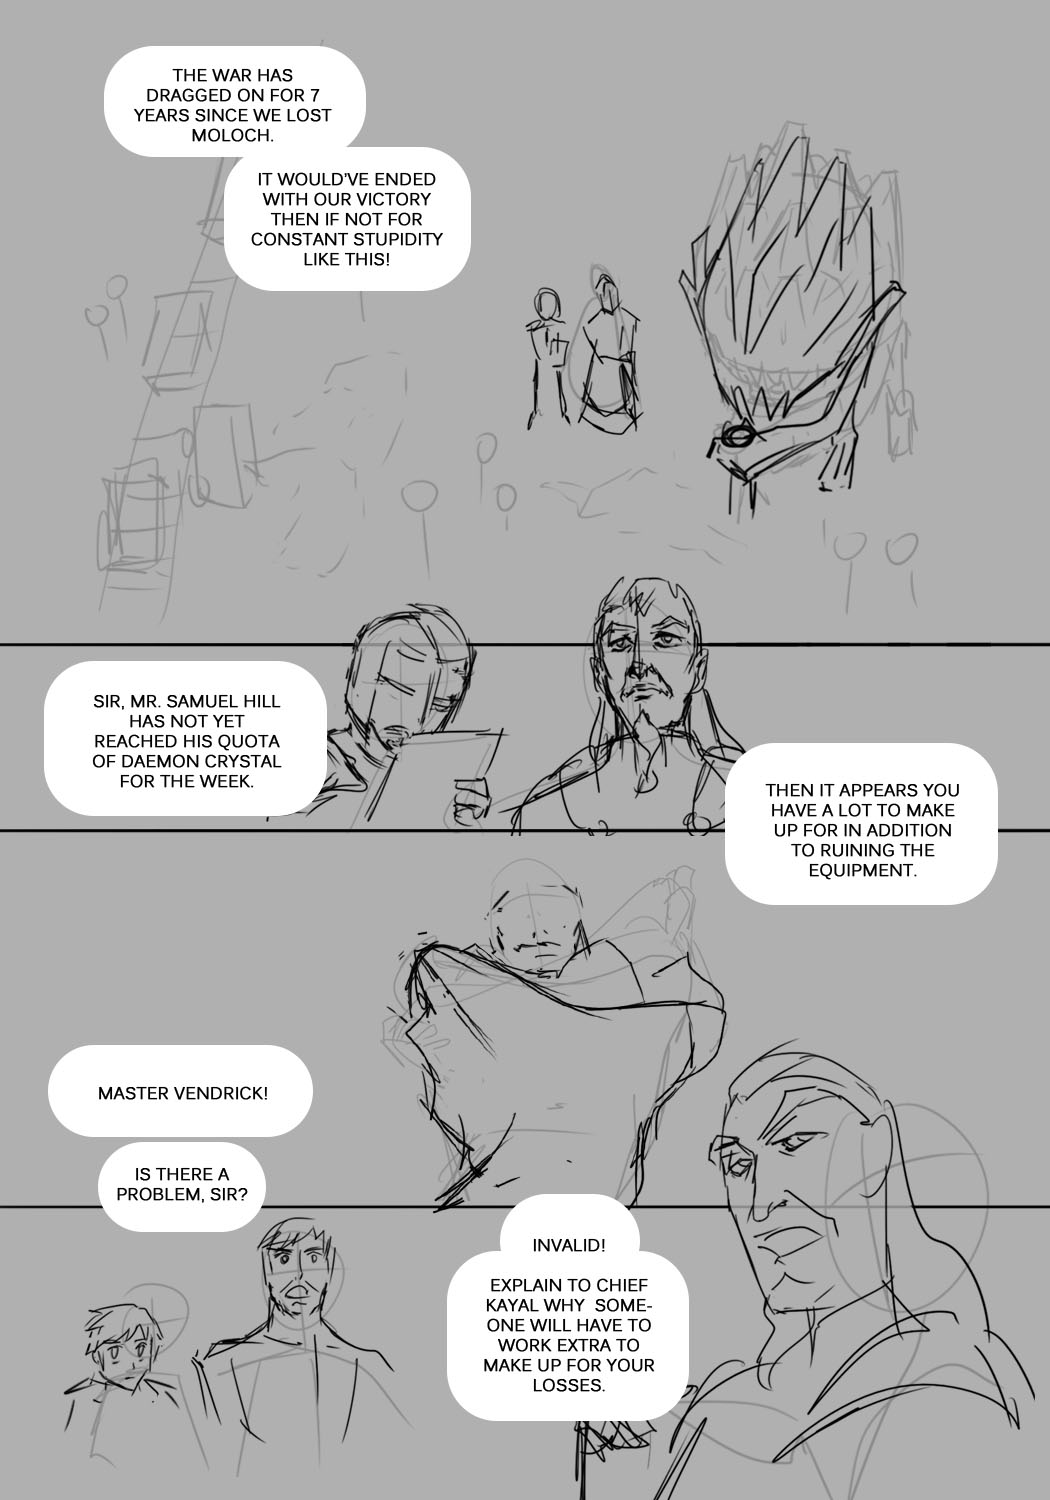 THE WAR HAS
DRAGGED ON FOR 7
YEARS SINCE WE LOST
MOLOCH.
IT WOULD'VE ENDED
WITH OUR VICTORY
THEN IF NOT FOR
CONSTANT STUPIDITY
LIKE THIS!
SIR, MR. SAMUEL HILL
HAS NOT YET
REACHED HIS QUOTA
OF DAEMON CRYSTAL
FOR THE WEEK.
THEN IT APPEARS YOU
HAVE A LOT TO MAKE
UP FOR IN ADDITION
TO RUINING THE
EQUIPMENT.
MASTER VENDRICK!
IS THERE A
PROBLEM, SIR?
INVALID!
EXPLAIN TO CHIEF
KAYAL WHY  SOME-
ONE WILL HAVE TO
WORK EXTRA TO
MAKE UP FOR YOUR
LOSSES.